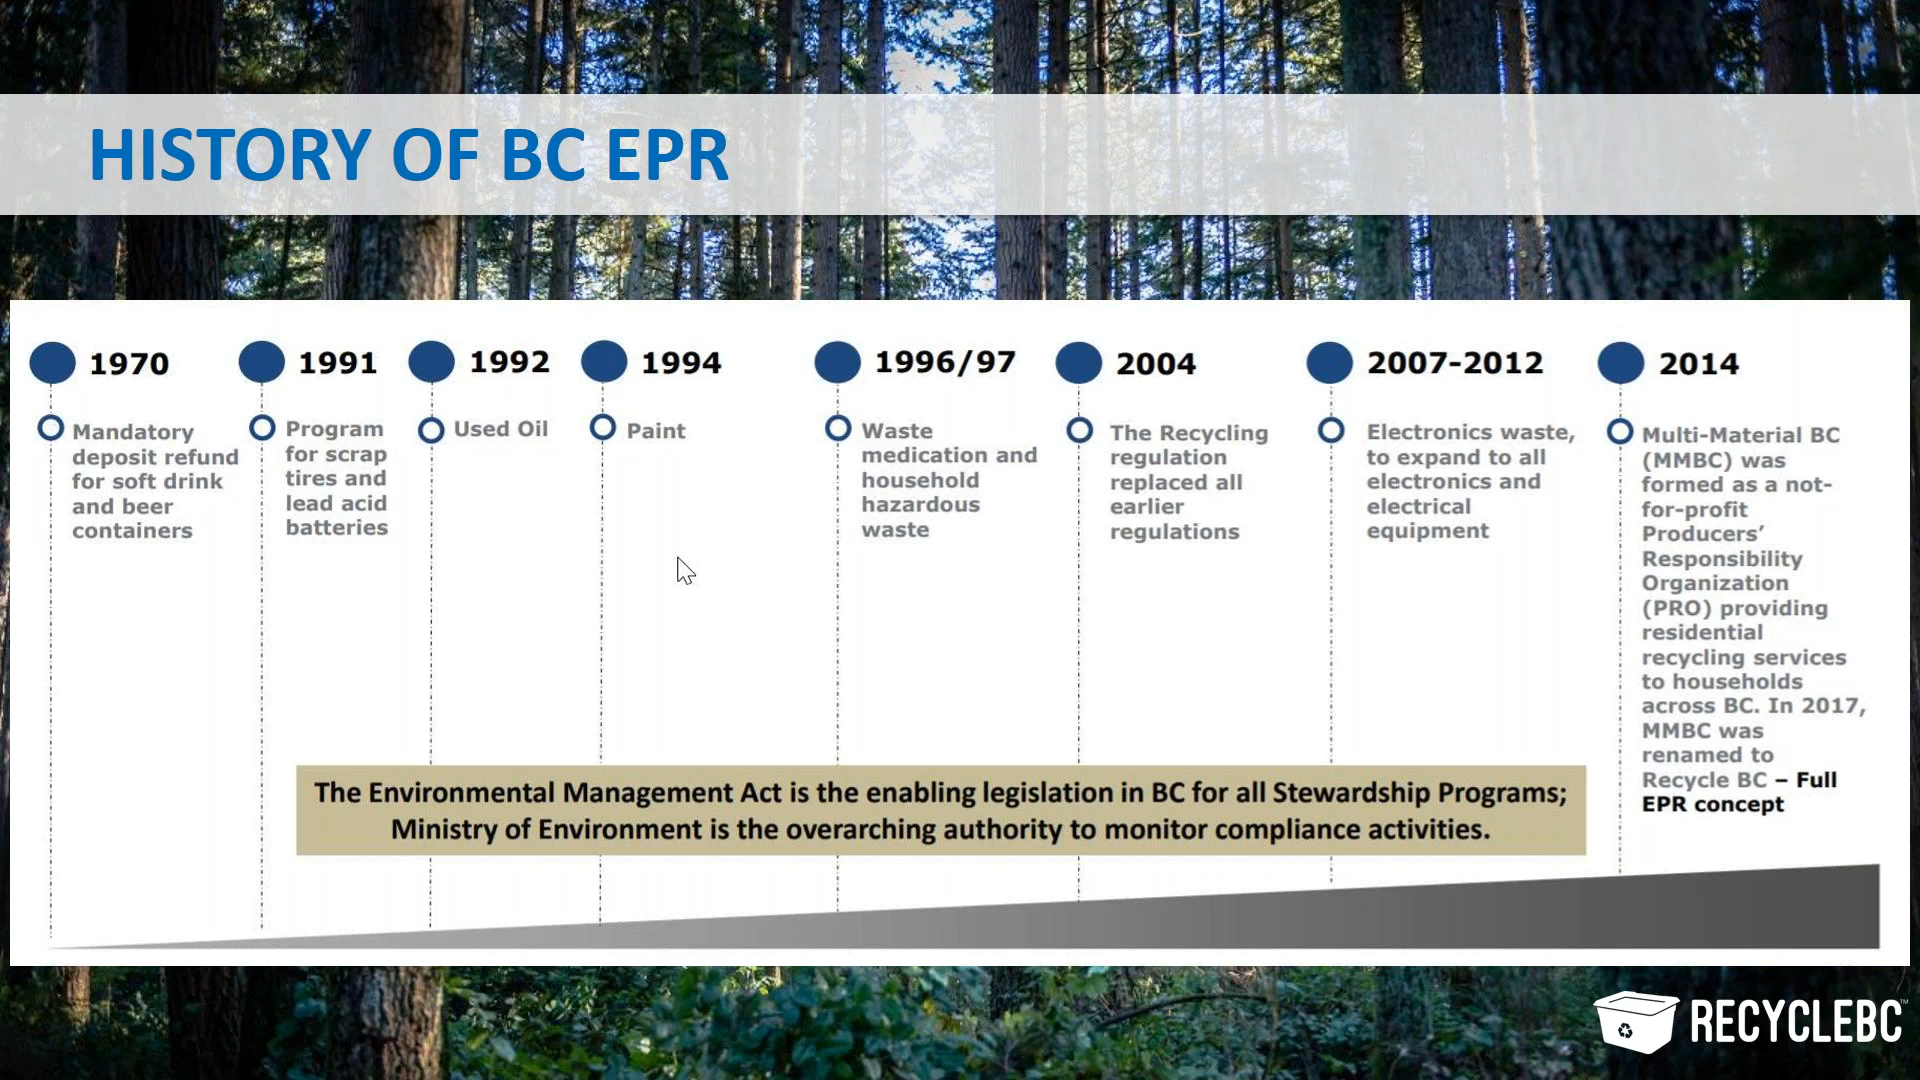 HISTORY OF BC EPR
1970
Mandatory
deposit refund
for soft drink
and beer
containers
1991
Program
for scrap
tires and
lead acid
batteries
1992
Used Oil
1994
Paint
1996/97
Waste
medication and
household
hazardous
waste
2004
The Recycling
regulation
replaced all
earlier
regulations
2007-2012
Electronics waste,
to expand to all
electronics and
electrical
equipment
2014
Multi-Material BC
(MMBC) was
formed as a not-
for-profit
Producers’
Responsibility
Organization
(PRO) providing
residential
recycling services
to households
across BC. In 2017,
MMBC was
renamed to
Recycle BC – Full
EPR concept
The Environmental Management Act is the enabling legislation in BC for all Stewardship Programs;
Ministry of Environment is the overarching authority to monitor compliance activities.
RECYCLEBC™